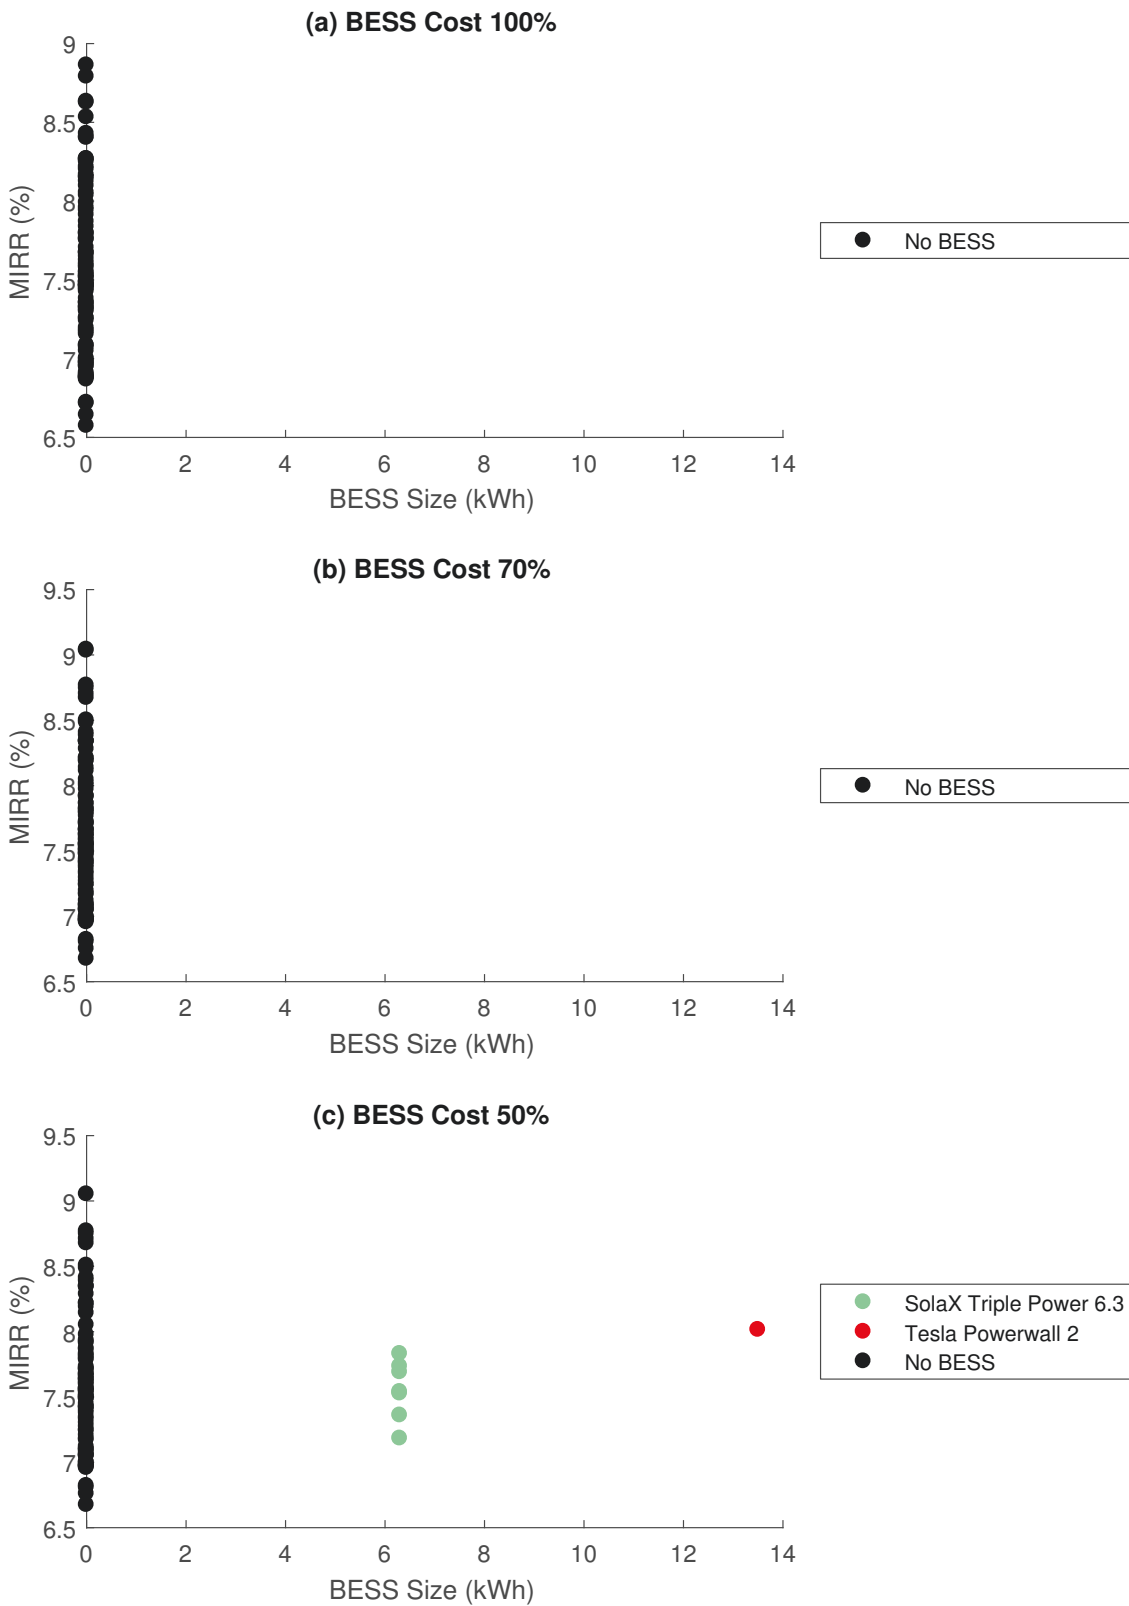 (a) BESS Cost 100%
9
8.5
8
7.5
7
6.5
MIRR (%)
0 2 4 6 8 10 12 14
BESS Size (kWh)
No BESS
(b) BESS Cost 70%
9.5
9
8.5
8
7.5
7
6.5
MIRR (%)
0 2 4 6 8 10 12 14
BESS Size (kWh)
No BESS
(c) BESS Cost 50%
9.5
9
8.5
8
7.5
7
6.5
MIRR (%)
0 2 4 6 8 10 12 14
BESS Size (kWh)
SolaX Triple Power 6.3
Tesla Powerwall 2
No BESS